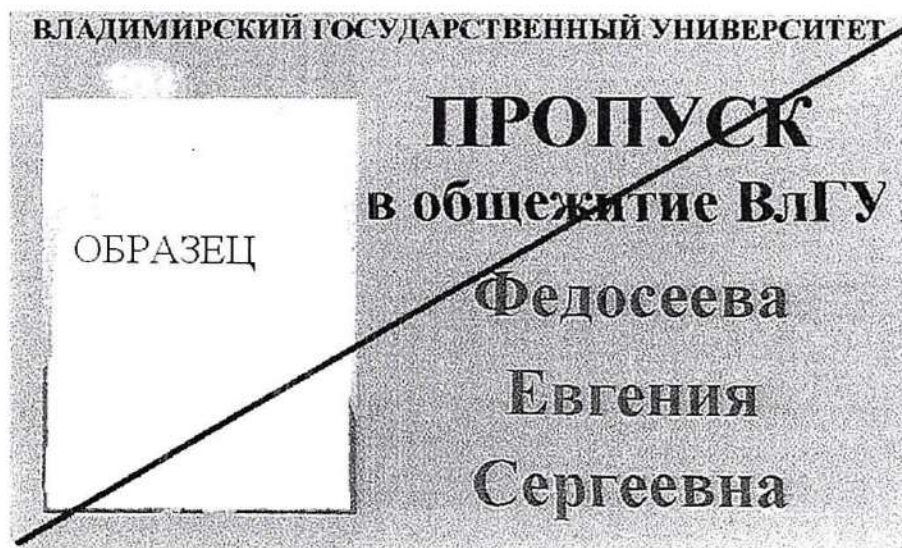 ВЛАДИМИРСКИЙ ГОСУДАРСТВЕННЫЙ УНИВЕРСИТЕТ
ПРОПУСК
в общежитие ВлГУ
ОБРАЗЕЦ
Федосеева
Евгения
Сергеевна